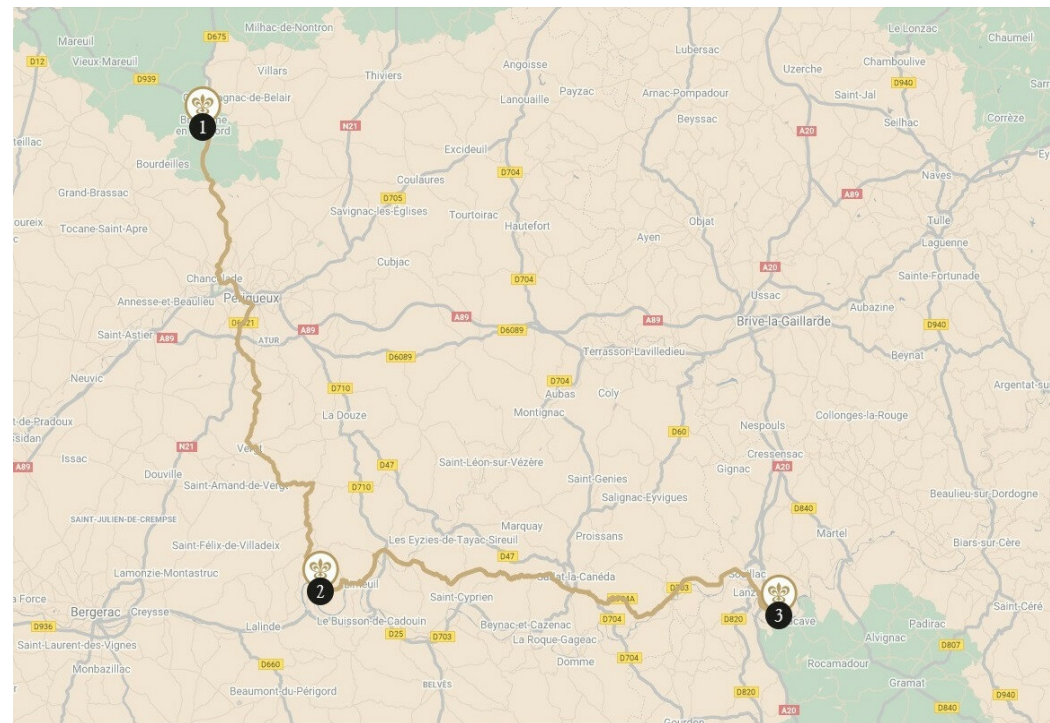 Milhac-de-Nontron
Le Lonzac
Mareuil
D675
Chaumeil
D12
Vieux-Mareuil
Villars
Angoisse
Lubersac
Chamboulive
D939
Thiviers
Uzerche
D940
Payzac
Arnac-Pompadour
Saint-Jal
Lanouaille
Beyssac
Seilhac
Corrèze
1
N21
A20
Excideuil
Bourdeilles
D704
Naves
Coulaures
Grand-Brassac
D705
A89
Savignac-les-Églises
Tourtoirac
Objat
Tulle
Tocane-Saint-Apre
Hautefort
Ayen
Laguenne
Cubjac
A20
Sainte-Fortunade
D704
Annesse-et-Beaulieu
Périgueux
Ussac
Aubazine
A89
A89
Brive-la-Gaillarde
D940
Saint-Astier
A89
A89
D6089
ATUR
Terrasson-Lavilledieu
D6089
Beynat
Neuvic
D710
D704
Aubas
Coly
La Douze
Montignac
Collonges-la-Rouge
Nespouls
D60
N21
Issac
A89
Cressensac
Saint-Léon-sur-Vézère
D47
Gignac
A20
Douville
Saint-Genies
Saint-Amand-de-Vergt
D710
Salignac-Eyvigues
Beaulieu-sur-Dordogne
D840
SAINT-JULIEN-DE-CREMPSE
Marquay
Martel
Proissans
Les Eyzies-de-Tayac-Sireuil
Saint-Félix-de-Villadeix
Biars-sur-Cère
D47
Lamonzie-Montastruc
2
Saint-Cyprien
3
Saint-Céré
Bergerac
Creysse
D704
D820
Padirac
D936
Lalinde
Le Buisson-de-Cadouin
Beynac-et-Cazenac
Alvignac
D807
Saint-Laurent-des-Vignes
D25
D703
La Roque-Gageac
D660
Domme
D704
Rocamadour
Monbazillac
Gramat
BELVÈS
Beaumont-du-Périgord
D820
D940
A20
D840